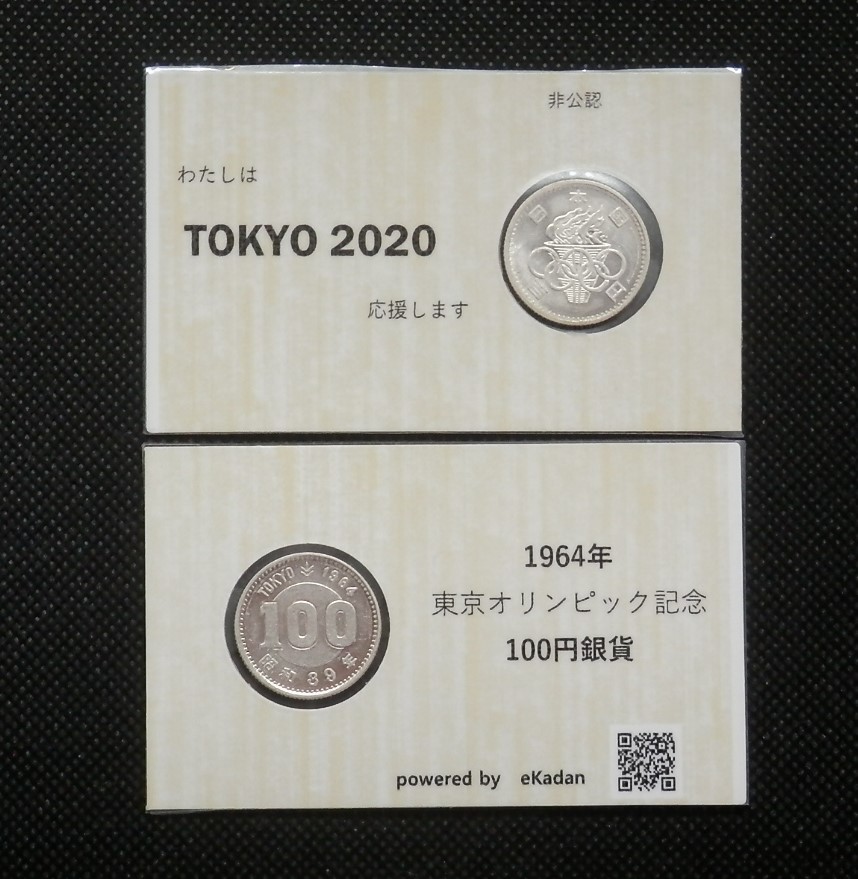 非公認
わたしは
TOKYO 2020
応援します
日本国
百円
1964年
東京オリンピック記念
100円銀貨
TOKYO 1964
100
昭和39年
powered by eKadan